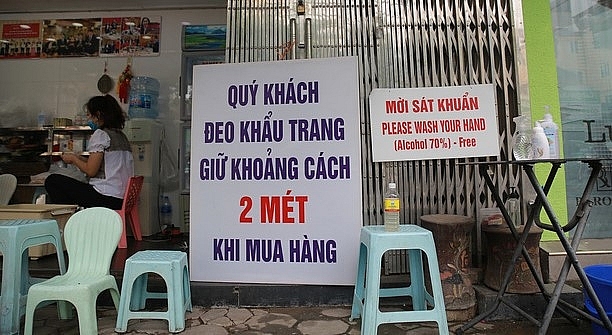 QUÝ KHÁCH
ĐEO KHẨU TRANG
GIỮ KHOẢNG CÁCH
2 MÉT
KHI MUA HÀNG
MỜI SÁT KHUẨN
PLEASE WASH YOUR HAND
(Alcohol 70%) - Free